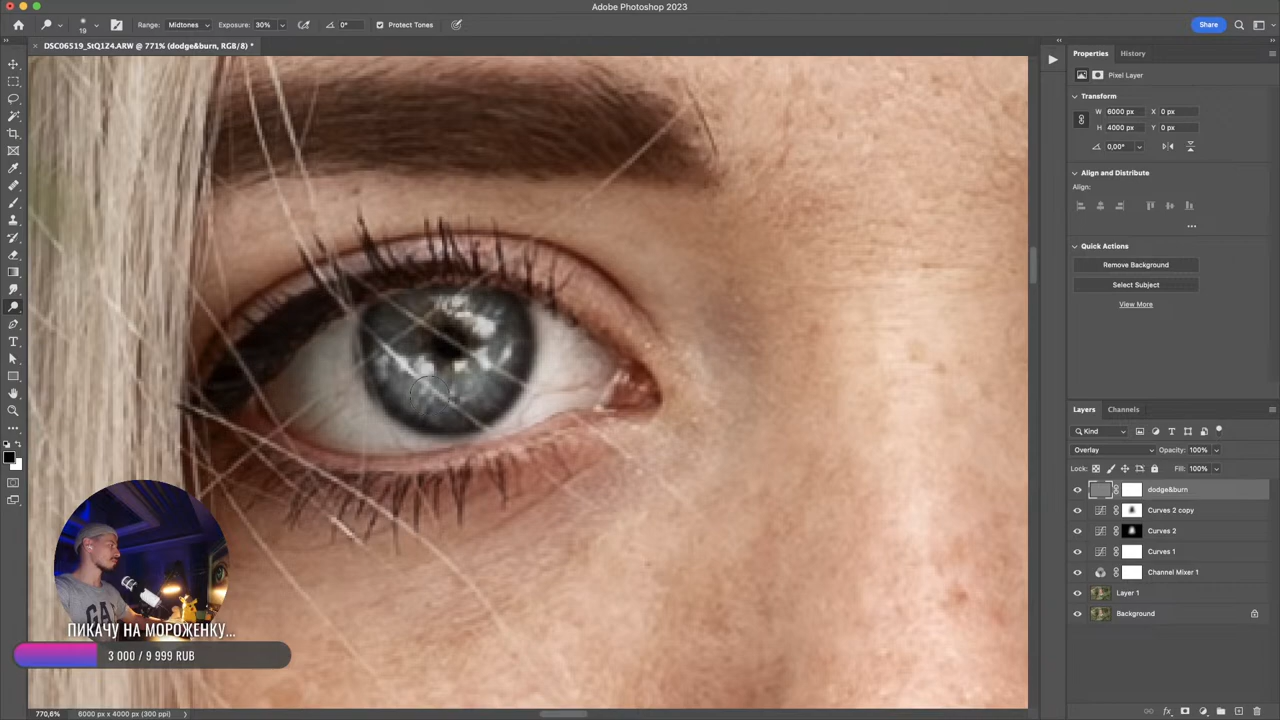 Adobe Photoshop 2023
Range: Midtones Exposure: 30% 0° Protect Tones Share
19
DSC06519_StQ1Z4.ARW @ 771% (dodge&burn, RGB/8) *
Properties History
Pixel Layer
Transform
W 6000 px X 0 px
H 4000 px Y 0 px
0,00°
Align and Distribute
Align:
Quick Actions
Remove Background
Select Subject
View More
Layers Channels
Kind
Overlay Opacity: 100%
Lock: Fill: 100%
dodge&burn
Curves 2 copy
Curves 2
Curves 1
Channel Mixer 1
Layer 1
Background
ПИКАЧУ НА МОРОЖЕНКУ...
3 000 / 9 999 RUB
770,6% 6000 px x 4000 px (300 ppi)